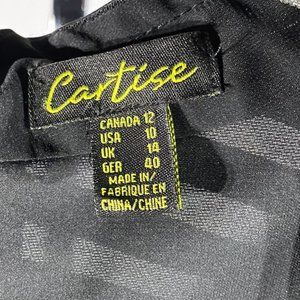 Cartise
CANADA 12
USA 10
UK 14
GER 40
MADE IN/
FABRIQUE EN
CHINA/CHINE